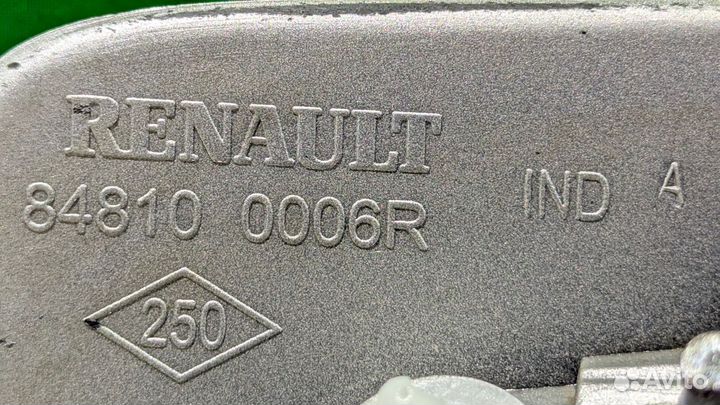 RENAULT
84810 0006R IND A
250
Avito